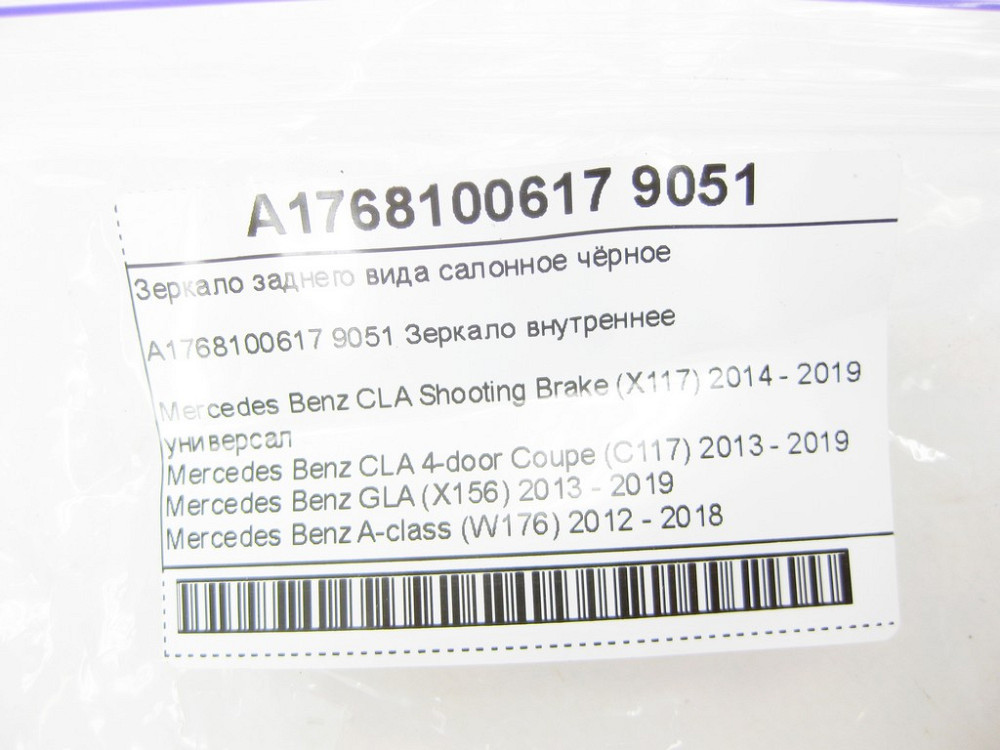 A1768100617 9051
Зеркало заднего вида салонное чёрное
A1768100617 9051 Зеркало внутреннее
Mercedes Benz CLA Shooting Brake (X117) 2014 - 2019
универсал
Mercedes Benz CLA 4-door Coupe (C117) 2013 - 2019
Mercedes Benz GLA (X156) 2013 - 2019
Mercedes Benz A-class (W176) 2012 - 2018